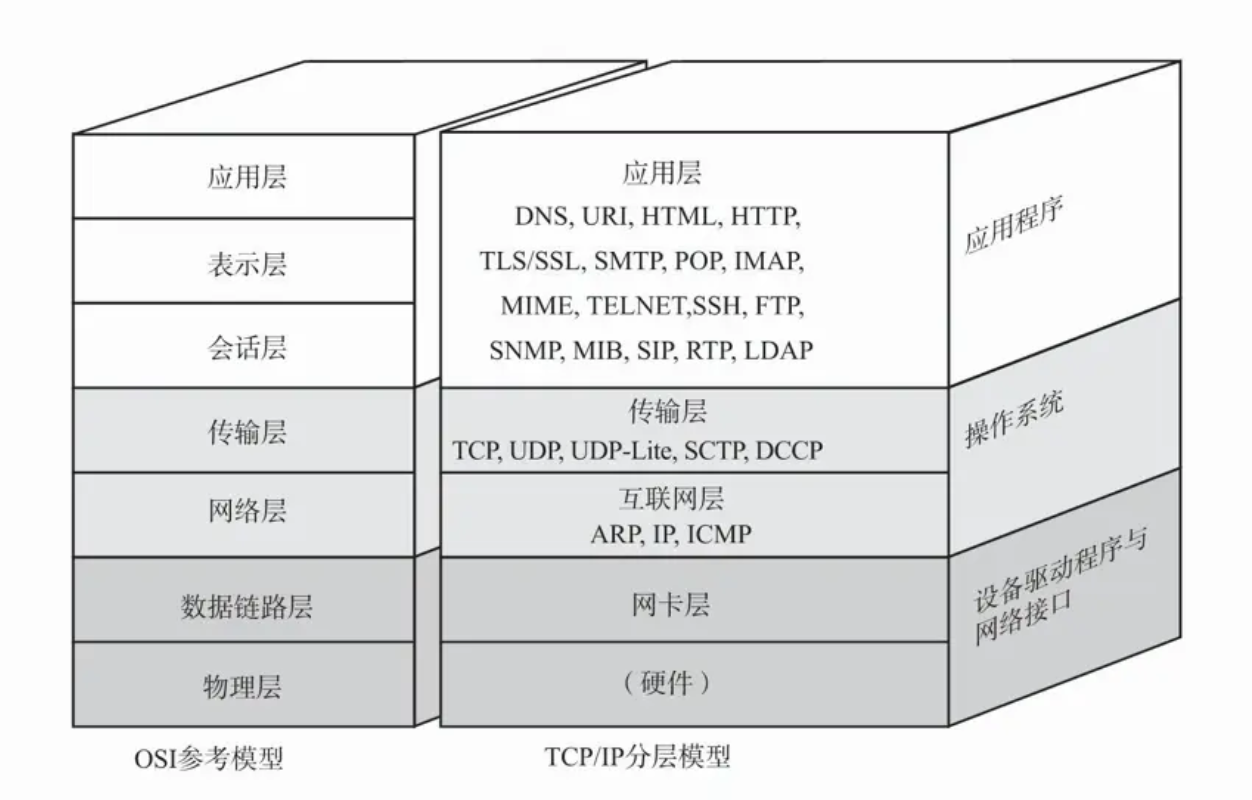 应用层
表示层
会话层
传输层
网络层
数据链路层
物理层
OSI参考模型
应用层
DNS, URI, HTML, HTTP,
TLS/SSL, SMTP, POP, IMAP,
MIME, TELNET,SSH, FTP,
SNMP, MIB, SIP, RTP, LDAP
传输层
TCP, UDP, UDP-Lite, SCTP, DCCP
互联网层
ARP, IP, ICMP
网卡层
（硬件）
TCP/IP分层模型
应用程序
操作系统
设备驱动程序与
网络接口